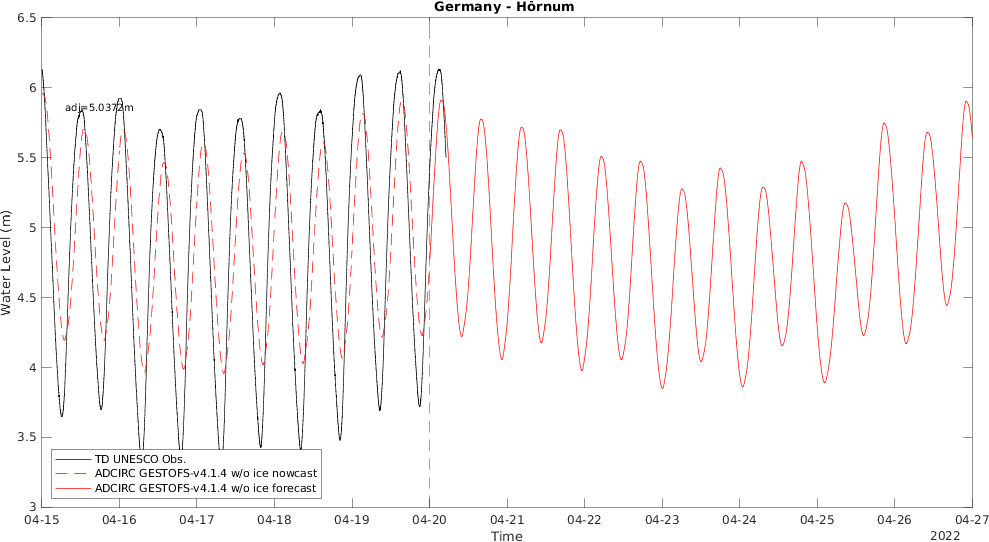 Germany - Hörnum
6.5
6
5.5
5
4.5
4
3.5
3
Water Level (m)
adj=5.0372m
TD UNESCO Obs.
ADCIRC GESTOFS-v4.1.4 w/o ice nowcast
ADCIRC GESTOFS-v4.1.4 w/o ice forecast
04-15 04-16 04-17 04-18 04-19 04-20 04-21 04-22 04-23 04-24 04-25 04-26 04-27
Time
2022